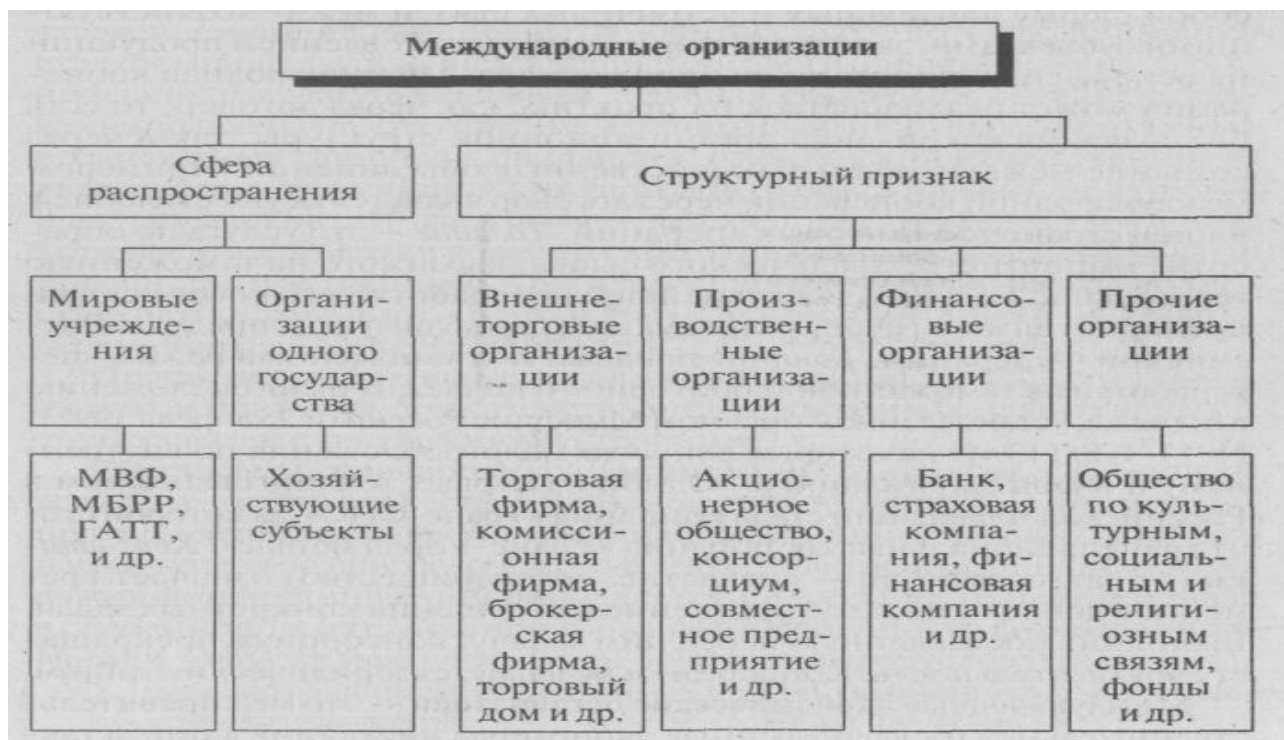 Международные организации
Сфера
распространения
Структурный признак
Мировые
учрежде-
ния
Органи-
зации
одного
государ-
ства
Внешне-
торговые
организа-
ции
Произ-
водствен-
ные
организа-
ции
Финансо-
вые
организа-
ции
Прочие
организа-
ции
МВФ,
МБРР,
ГАТТ,
и др.
Хозяй-
ствующие
субъекты
Торговая
фирма,
комисси-
онная
фирма,
брокер-
ская
фирма,
торговый
дом и др.
Акцио-
нерное
общество,
консор
циум,
совмест-
ное пред-
приятие
и др.
Банк,
страховая
компа-
ния, фи-
нансовая
компания
и др.
Общество
по куль-
турным,
социаль-
ным и
религи-
озным
связям,
фонды
и др.